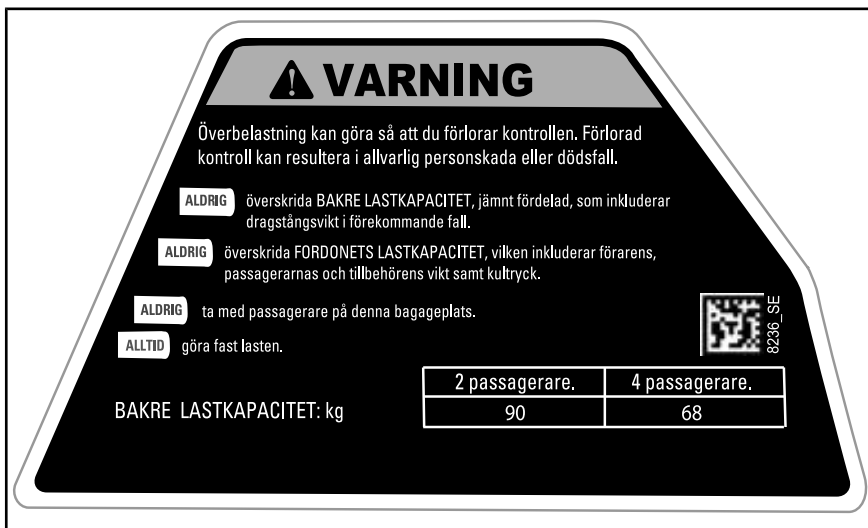 VARNING
Överbelastning kan göra så att du förlorar kontrollen. Förlorad
kontroll kan resultera i allvarlig personskada eller dödsfall.
ALDRIG överskrida BAKRE LASTKAPACITET, jämnt fördelad, som inkluderar
dragstångsvikt i förekommande fall.
ALDRIG överskrida FORDONETS LASTKAPACITET, vilken inkluderar förarens,
passagerarnas och tillbehörens vikt samt kultryck.
ALDRIG ta med passagerare på denna bagageplats.
ALLTID göra fast lasten.
8236_SE
2 passagerare. 4 passagerare.
BAKRE LASTKAPACITET: kg 90 68